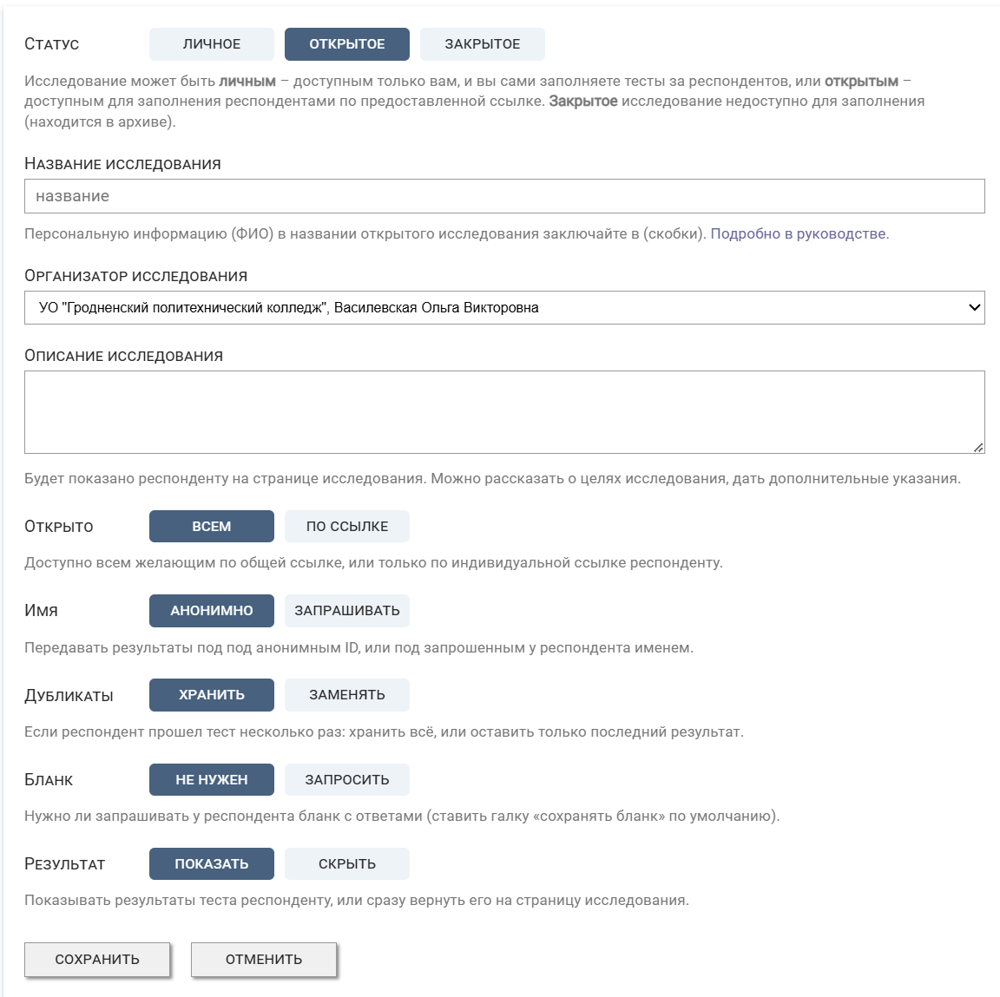 Статус ЛИЧНОЕ ОТКРЫТОЕ ЗАКРЫТОЕ
Исследование может быть личным – доступным только вам, и вы сами заполняете тесты за респондентов, или открытым –
доступным для заполнения респондентами по предоставленной ссылке. Закрытое исследование недоступно для заполнения
(находится в архиве).
Название исследования
название
Персональную информацию (ФИО) в названии открытого исследования заключайте в (скобки). Подробно в руководстве.
Организатор исследования
УО "Гродненский политехнический колледж", Василевская Ольга Викторовна
Описание исследования
Будет показано респонденту на странице исследования. Можно рассказать о целях исследования, дать дополнительные указания.
Открыто ВСЕМ ПО ССЫЛКЕ
Доступно всем желающим по общей ссылке, или только по индивидуальной ссылке респонденту.
Имя АНОНИМНО ЗАПРАШИВАТЬ
Передавать результаты под под анонимным ID, или под запрошенным у респондента именем.
Дубликаты ХРАНИТЬ ЗАМЕНЯТЬ
Если респондент прошел тест несколько раз: хранить всё, или оставить только последний результат.
Бланк НЕ НУЖЕН ЗАПРОСИТЬ
Нужно ли запрашивать у респондента бланк с ответами (ставить галку «сохранять бланк» по умолчанию).
Результат ПОКАЗАТЬ СКРЫТЬ
Показывать результаты теста респонденту, или сразу вернуть его на страницу исследования.
СОХРАНИТЬ ОТМЕНИТЬ